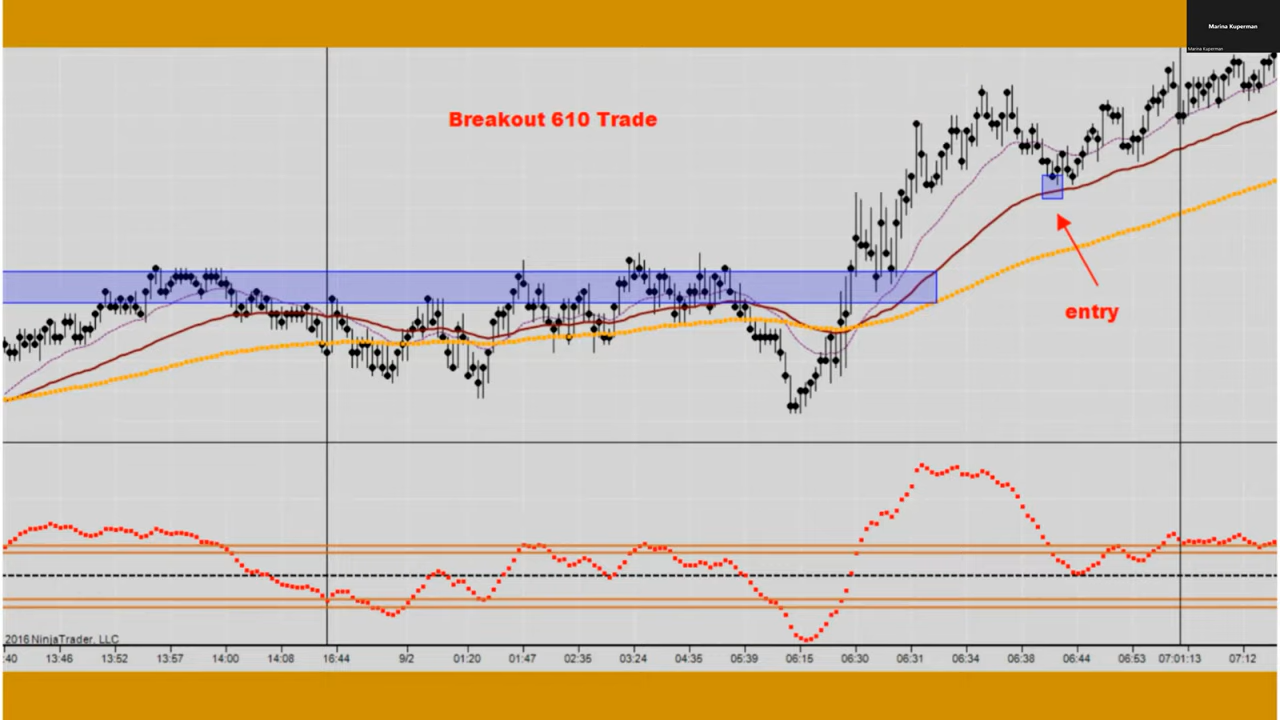 Marina Kuperman
Marina Kuperman
Breakout 610 Trade
entry
2016 NinjaTrader, LLC
:40 13:46 13:52 13:57 14:00 14:08 16:44 9/2 01:20 01:47 02:35 03:24 04:35 05:39 06:15 06:30 06:31 06:34 06:38 06:44 06:53 07:01:13 07:12